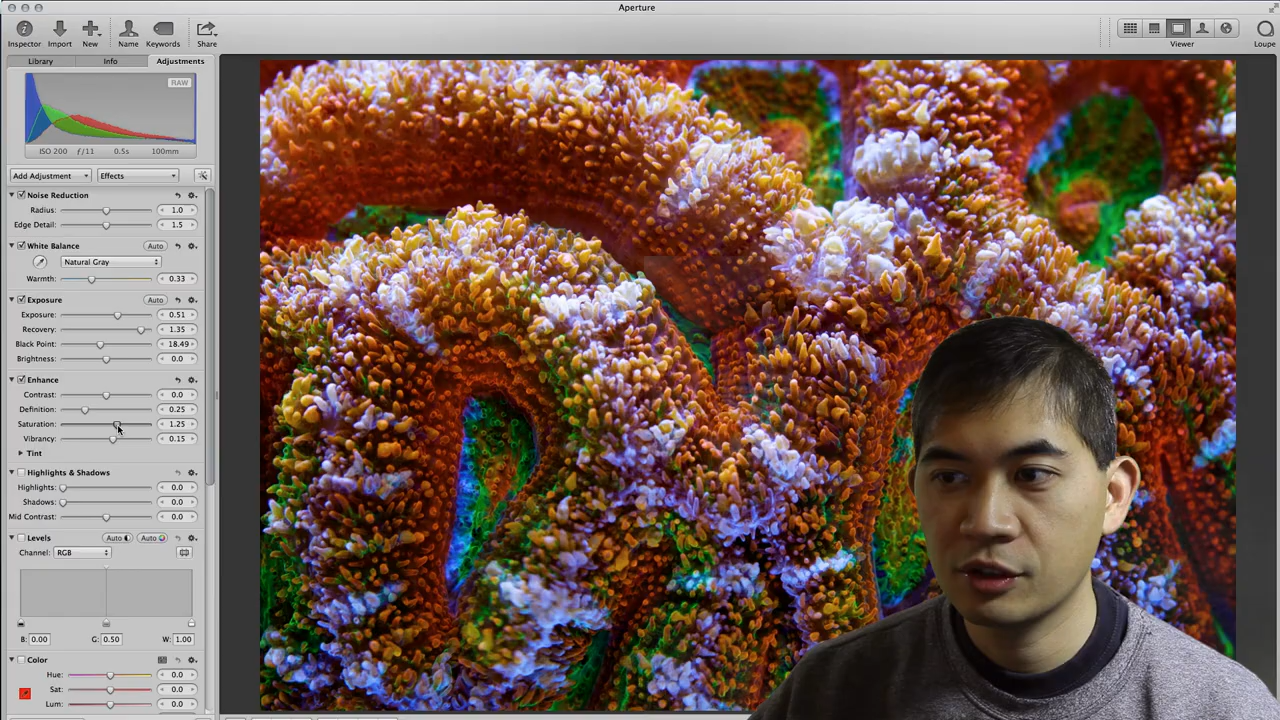 Aperture
Inspector Import New Name Keywords Share
Viewer Loupe
Library Info Adjustments
RAW
ISO 200 f/11 0.5s 100mm
Add Adjustment Effects
Noise Reduction
Radius: 1.0
Edge Detail: 1.5
White Balance Auto
Natural Gray
Warmth: 0.33
Exposure Auto
Exposure: 0.51
Recovery: 1.35
Black Point: 18.49
Brightness: 0.0
Enhance
Contrast: 0.0
Definition: 0.25
Saturation: 1.25
Vibrancy: 0.15
Tint
Highlights & Shadows
Highlights: 0.0
Shadows: 0.0
Mid Contrast: 0.0
Levels Auto Auto
Channel: RGB
B: 0.00 G: 0.50 W: 1.00
Color
Hue: 0.0
Sat: 0.0
Lum: 0.0